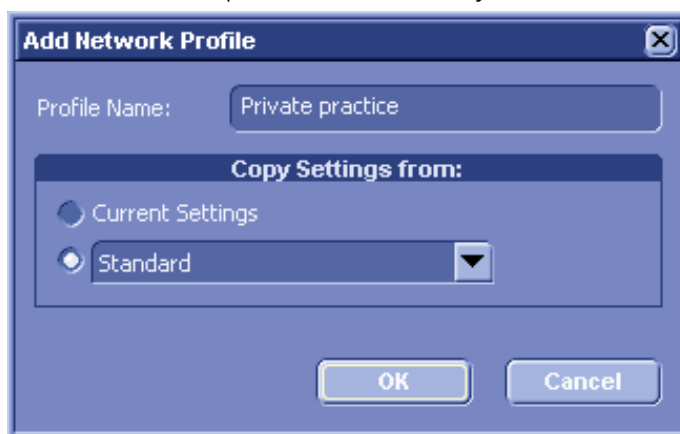 Add Network Profile
Profile Name: Private practice
Copy Settings from:
Current Settings
Standard
OK Cancel